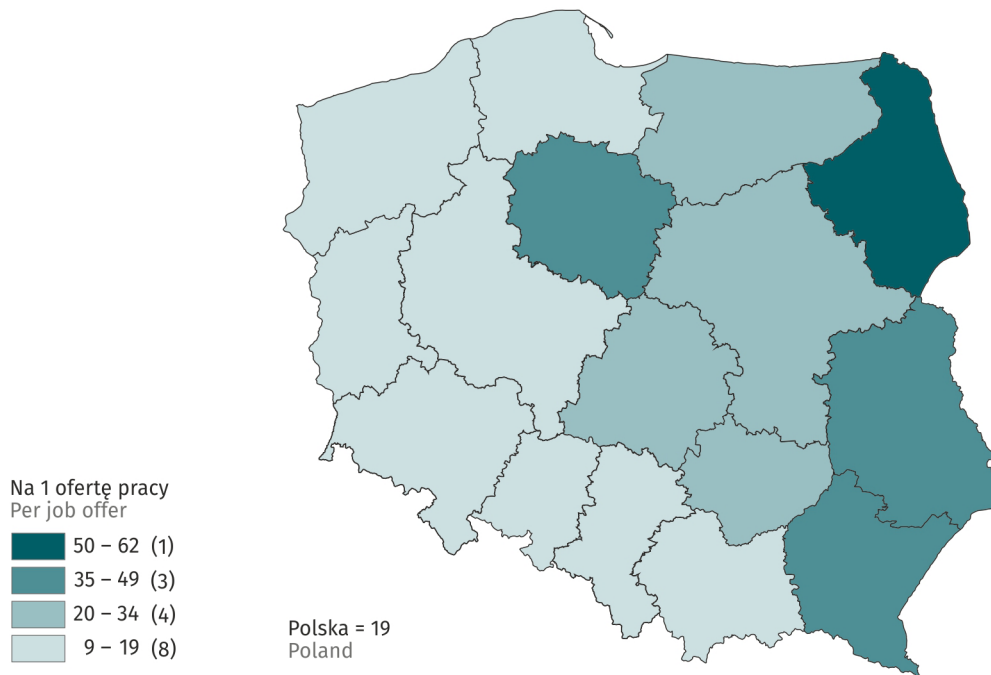 Na 1 ofertę pracy
Per job offer
50 – 62 (1)
35 – 49 (3)
20 – 34 (4)
9 – 19 (8)
Polska = 19
Poland